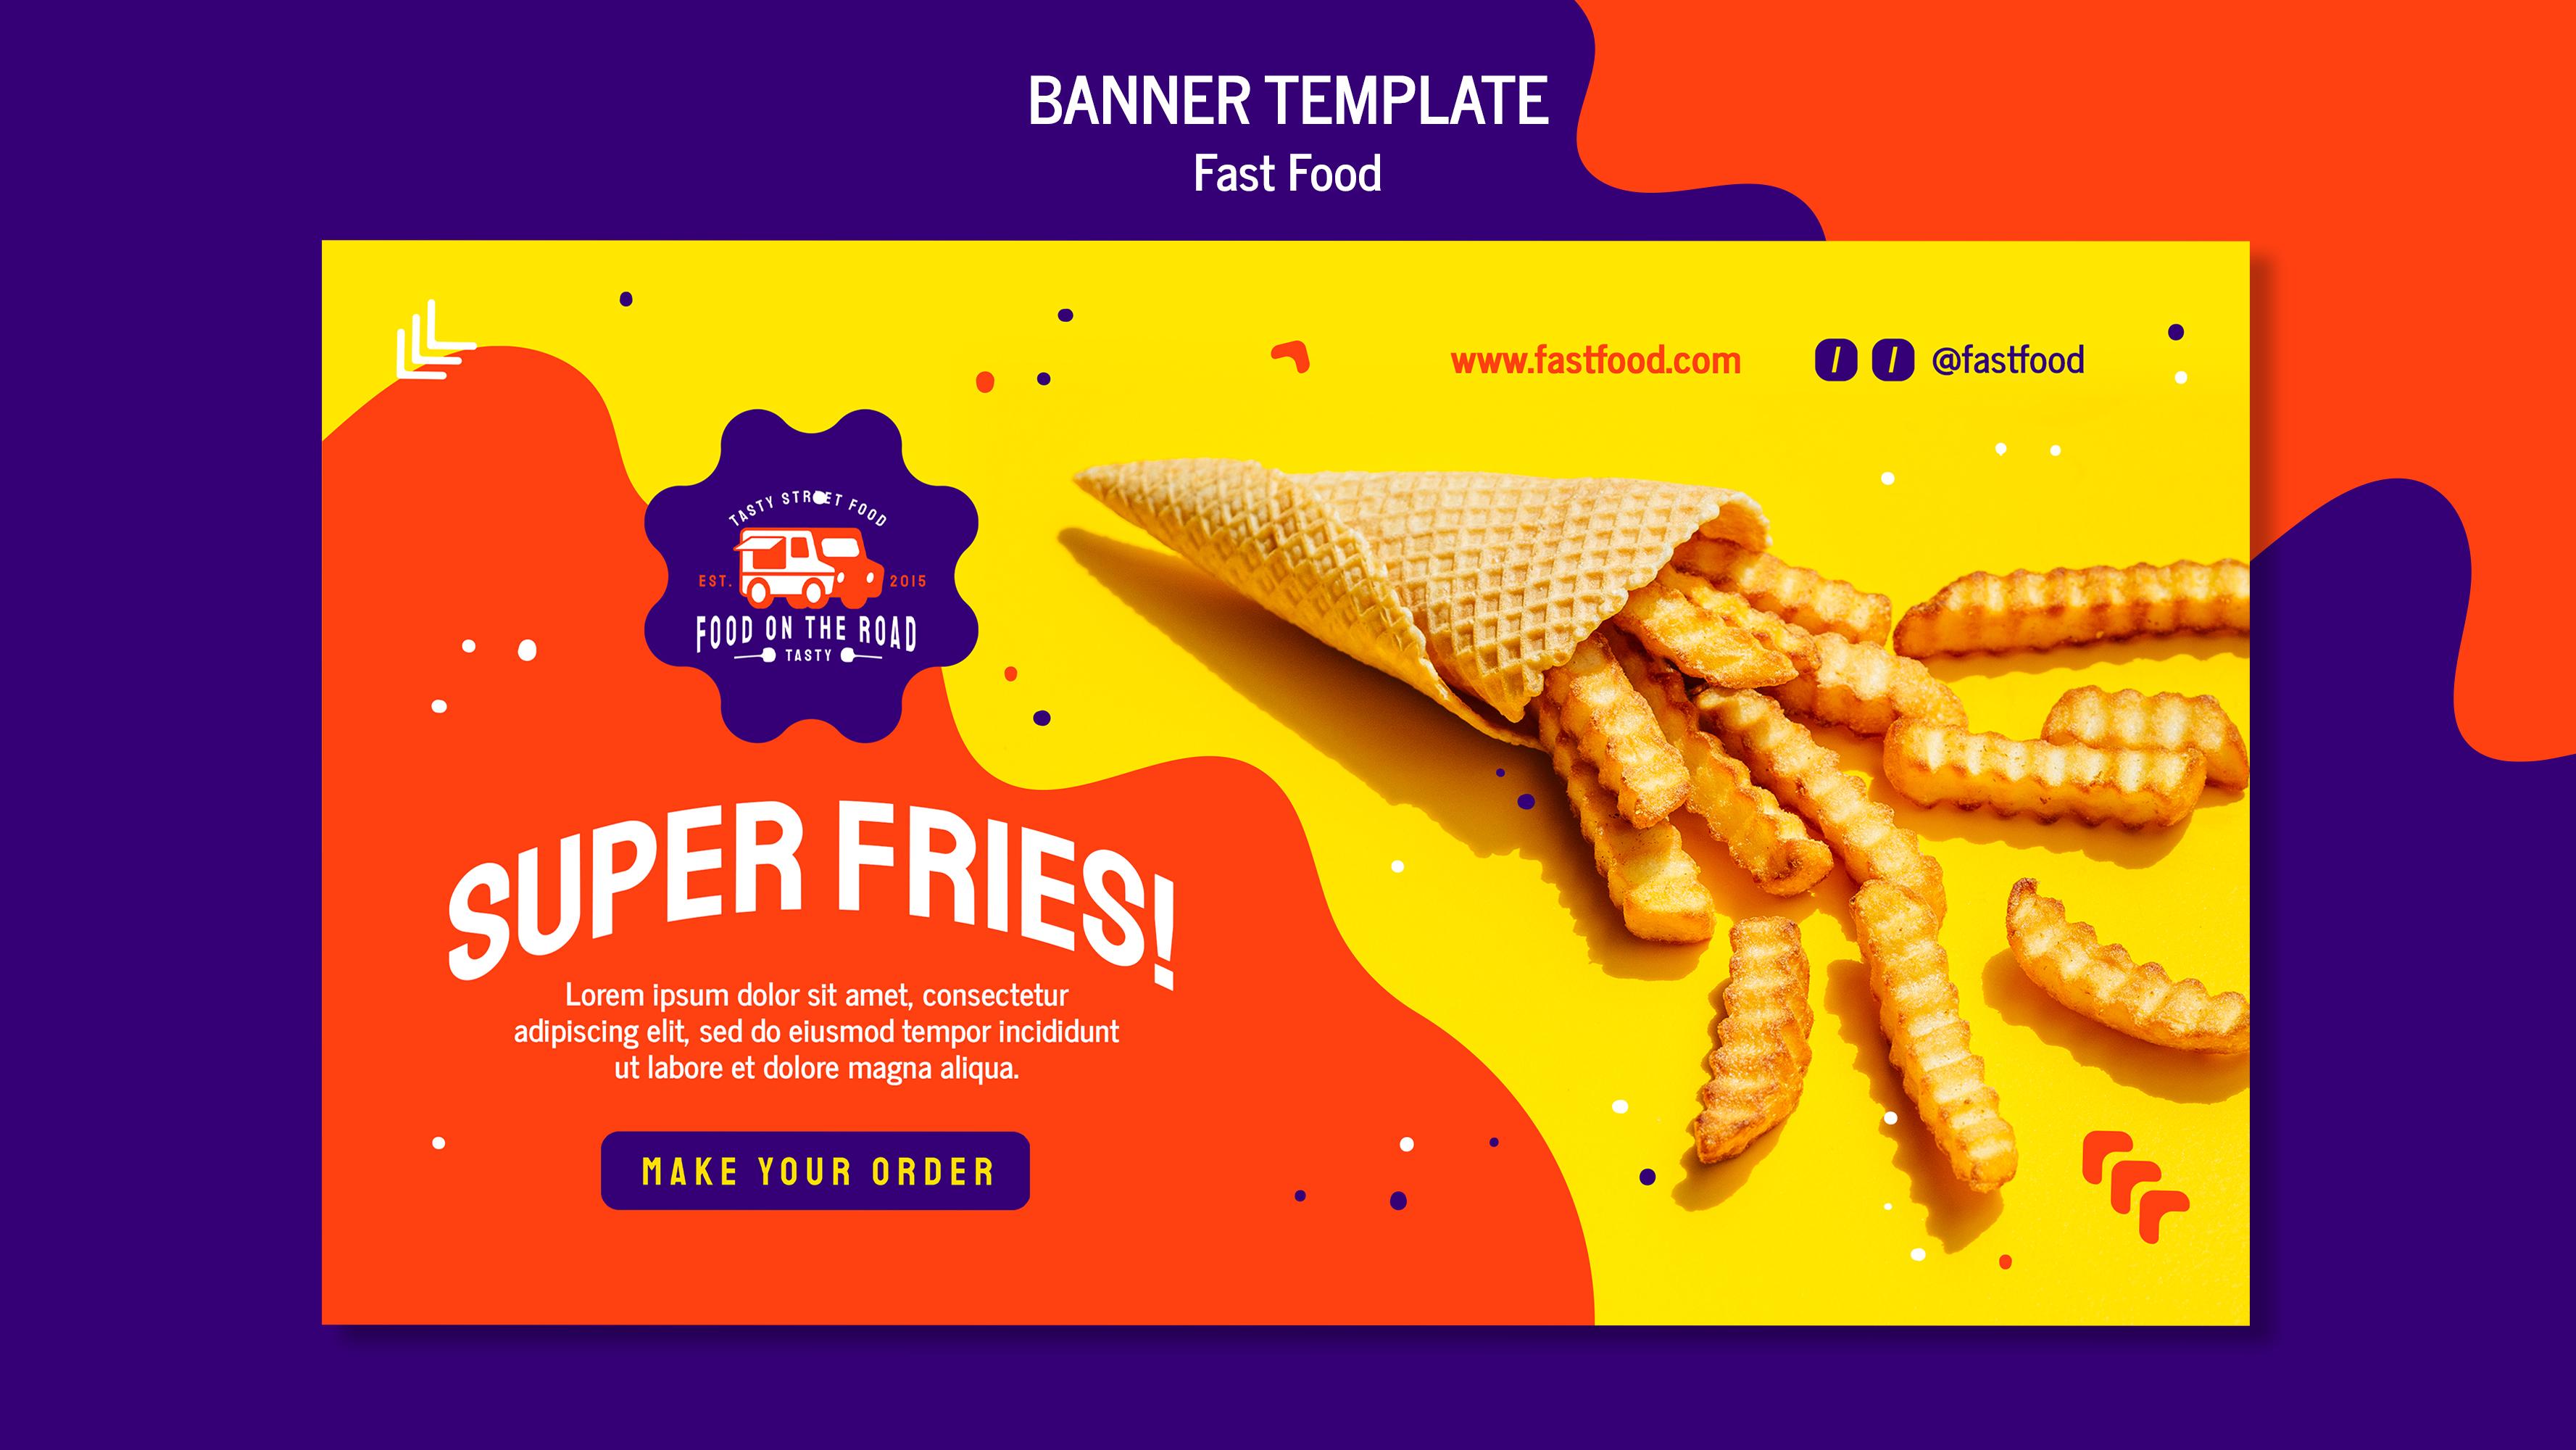 BANNER TEMPLATE
Fast Food
www.fastfood.com
/ / @fastfood
TASTY STREET FOOD
EST. 2015
FOOD ON THE ROAD
TASTY
SUPER FRIES!
Lorem ipsum dolor sit amet, consectetur
adipiscing elit, sed do eiusmod tempor incididunt
ut labore et dolore magna aliqua.
MAKE YOUR ORDER